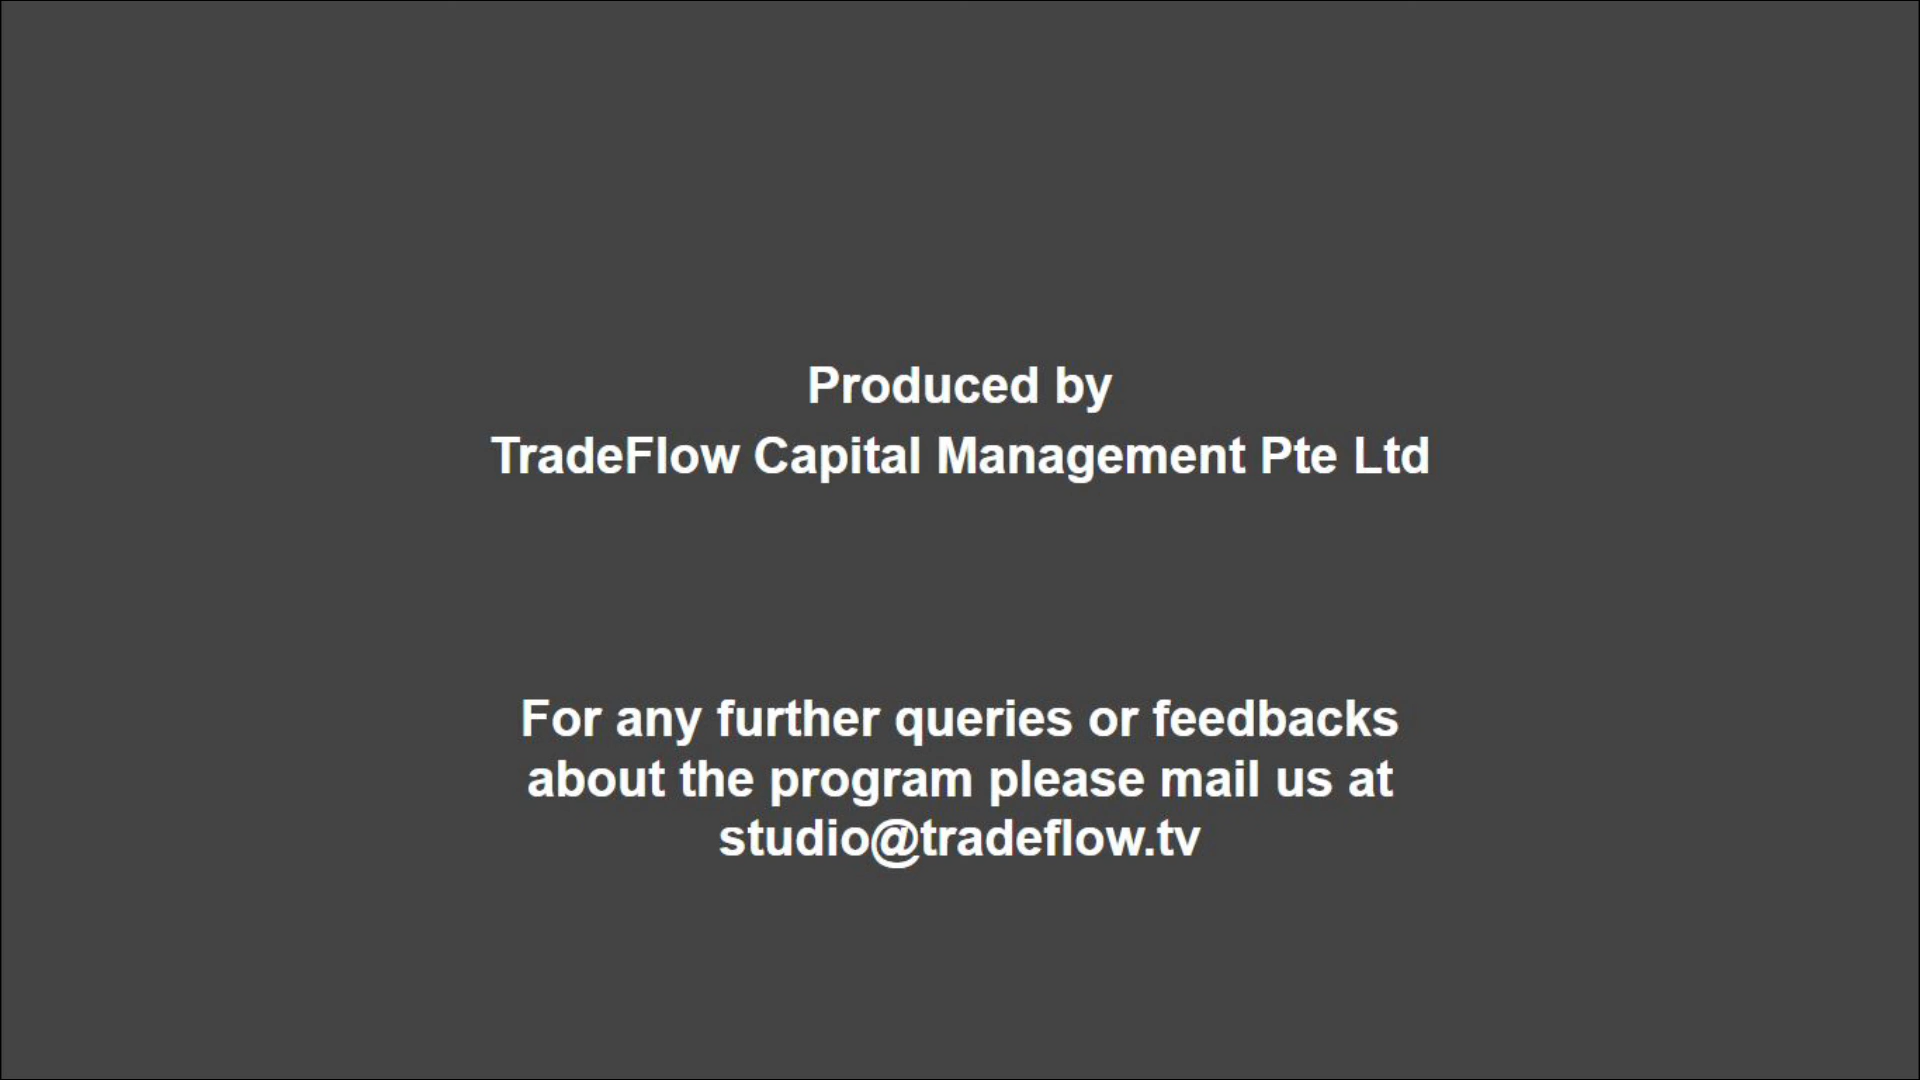 Produced by
TradeFlow Capital Management Pte Ltd
For any further queries or feedbacks
about the program please mail us at
studio@tradeflow.tv